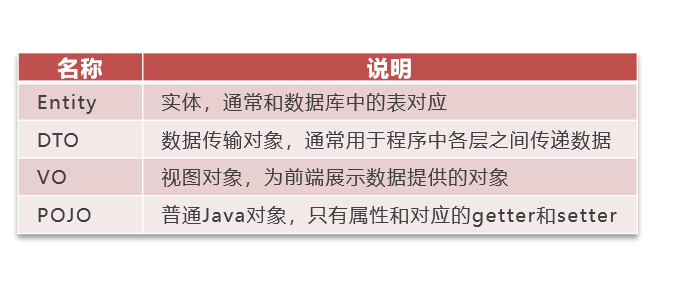 名称 说明
Entity 实体，通常和数据库中的表对应
DTO 数据传输对象，通常用于程序中各层之间传递数据
VO 视图对象，为前端展示数据提供的对象
POJO 普通Java对象，只有属性和对应的getter和setter